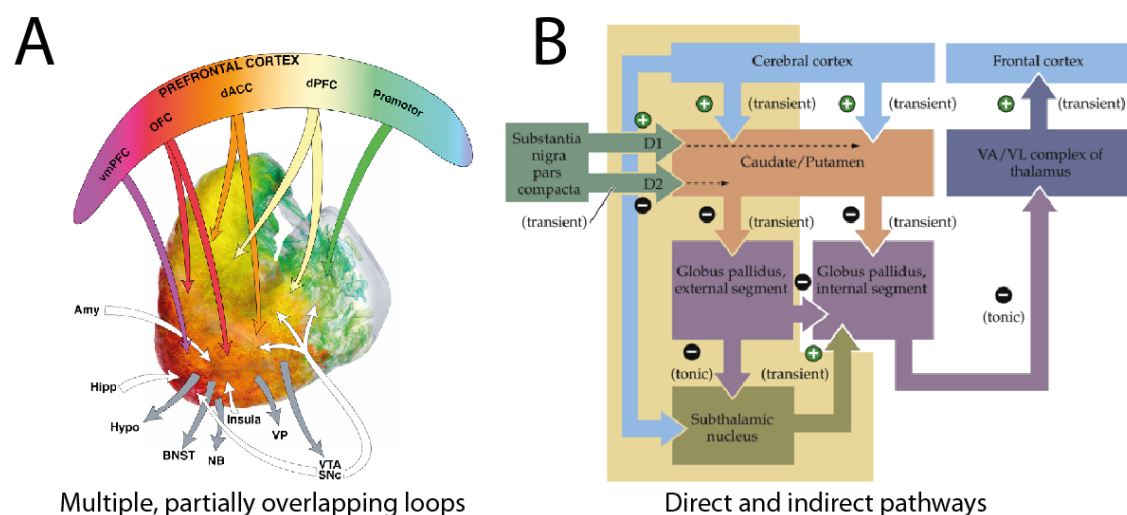 A
PREFRONTAL CORTEX
vmPFC
OFC
dACC
dPFC
Premotor
Amy
Hipp
Hypo
BNST
NB
Insula
VP
VTA
SNc
Multiple, partially overlapping loops
B
Cerebral cortex
Frontal cortex
+
(transient)
+
(transient)
+
(transient)
+
Substantia
nigra
pars
compacta
D1
D2
Caudate/Putamen
VA/VL complex of
thalamus
(transient)
−
−
(transient)
−
(transient)
Globus pallidus,
external segment
−
Globus pallidus,
internal segment
−
(tonic)
−
(tonic)
+
(transient)
Subthalamic
nucleus
Direct and indirect pathways